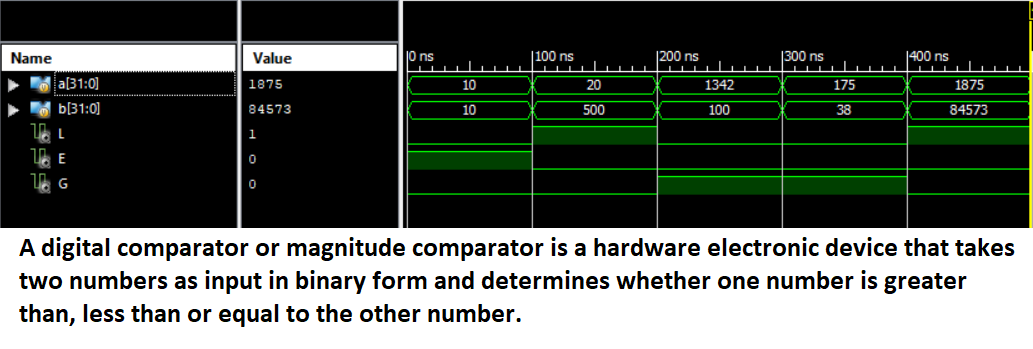 Name Value 0 ns 100 ns 200 ns 300 ns 400 ns
a[31:0] 1875 10 20 1342 175 1875
b[31:0] 84573 10 500 100 38 84573
L 1
E 0
G 0
A digital comparator or magnitude comparator is a hardware electronic device that takes
two numbers as input in binary form and determines whether one number is greater
than, less than or equal to the other number.